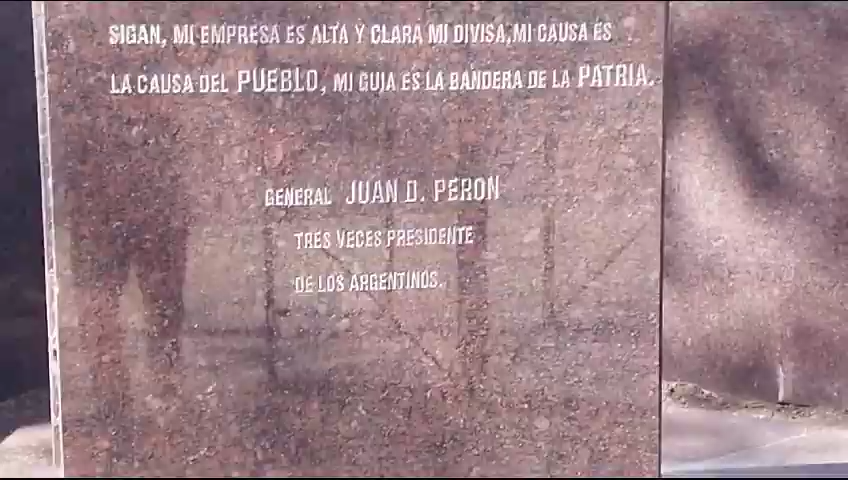 SIGAN, MI EMPRESA ES ALTA Y CLARA MI DIVISA, MI CAUSA ES
LA CAUSA DEL PUEBLO, MI GUIA ES LA BANDERA DE LA PATRIA.
GENERAL JUAN D. PERON
TRES VECES PRESIDENTE
DE LOS ARGENTINOS.